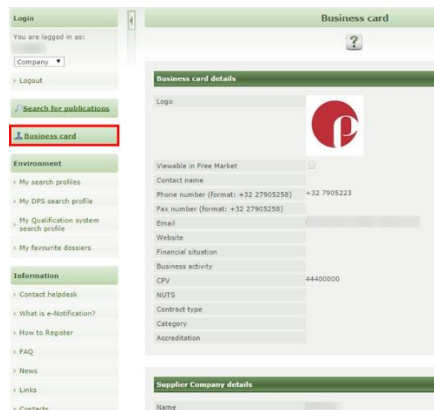 Login
You are logged in as:
Company
Logout
Search for publications
Business card
Environment
My search profiles
My DPS search profile
My Qualification system
search profile
My favourite dossiers
Information
Contact helpdesk
What is e-Notification?
How to Register
FAQ
News
Links
Contacts
Business card
?
Business card details
Logo
Viewable in Free Market
Contact name
Phone number (format: +32 27905258) +32 7905223
Fax number (format: +32 27905258)
Email
Website
Financial situation
Business activity
CPV 44400000
NUTS
Contract type
Category
Accreditation
Supplier Company details
Name